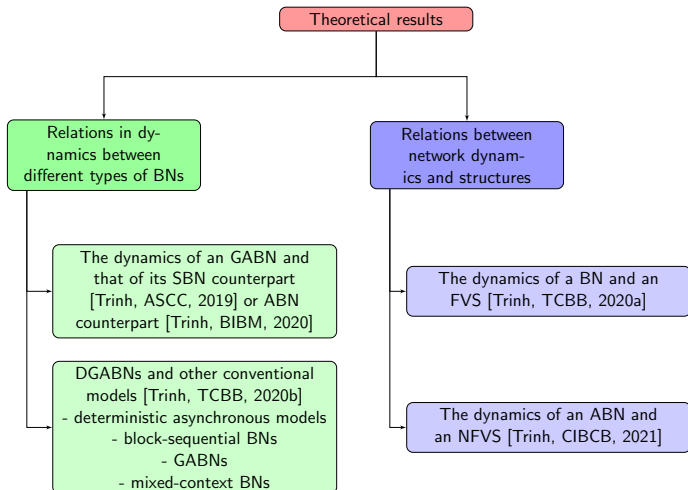 Theoretical results
Relations in dy-
namics between
different types of BNs
Relations between
network dynam-
ics and structures
The dynamics of an GABN and
that of its SBN counterpart
[Trinh, ASCC, 2019] or ABN
counterpart [Trinh, BIBM, 2020]
The dynamics of a BN and an
FVS [Trinh, TCBB, 2020a]
DGABNs and other conventional
models [Trinh, TCBB, 2020b]
- deterministic asynchronous models
- block-sequential BNs
- GABNs
- mixed-context BNs
The dynamics of an ABN and
an NFVS [Trinh, CIBCB, 2021]